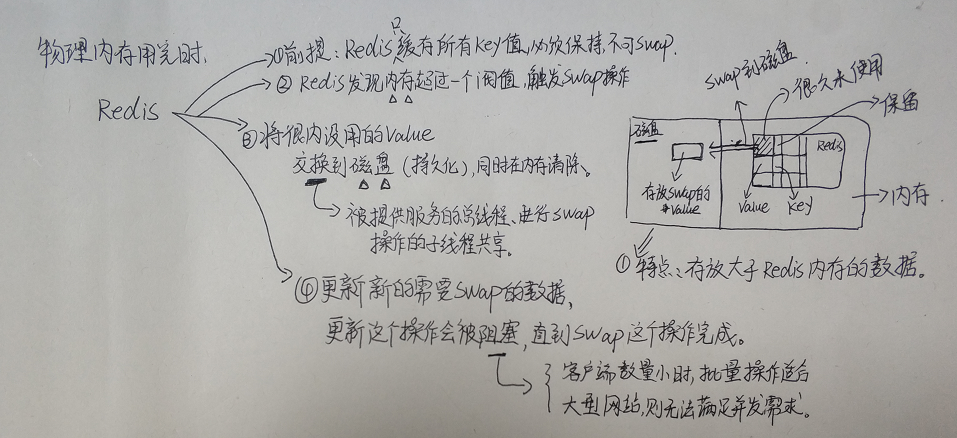 物理内存用完时.
Redis
只
①前提：Redis缓存所有key值,必须保持,不可swap.
② Redis发现内存超过一个阈值,触发swap操作
③将很久没用的Value
交换到磁盘(持久化),同时在内存清除。
被提供服务的总线程、进行swap
操作的子线程共享。
④更新新的需要swap的数据,
更新这个操作会被阻塞,直到swap这个操作完成。
客户端数量小时,批量操作适合
大型网站,则无法满足并发需求。
swap到磁盘
很久未使用
保留
磁盘
Redis
存放swap的
value
value
key
内存
①特点：存放大于Redis内存的数据。